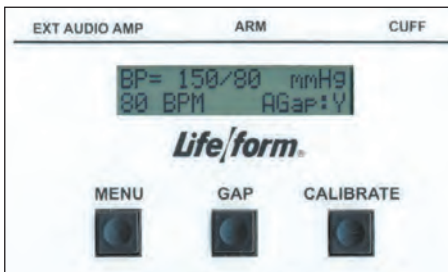 EXT AUDIO AMP ARM CUFF
BP= 150/80 mmHg
80 BPM AGap:Y
Life/form®
MENU GAP CALIBRATE